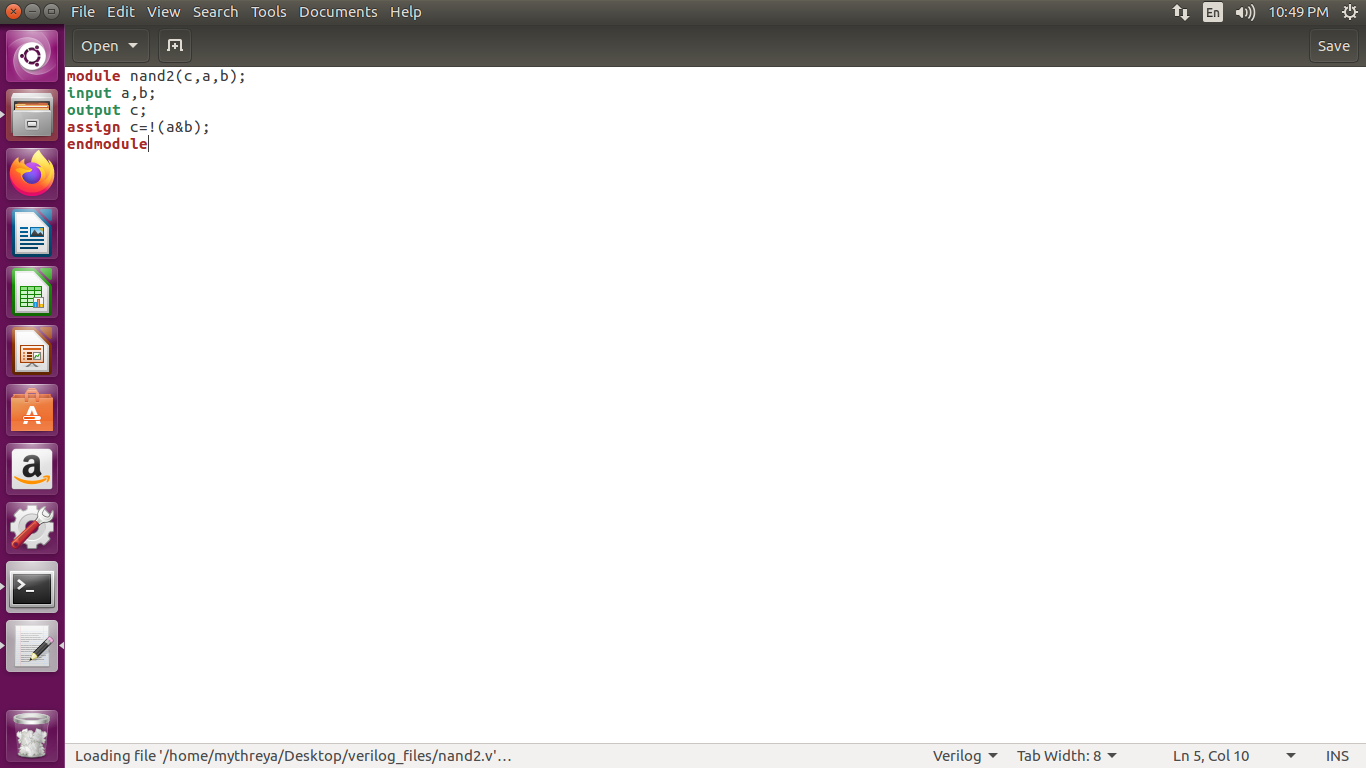 File Edit View Search Tools Documents Help
En 10:49 PM
Open Save
module nand2(c,a,b);
input a,b;
output c;
assign c=!(a&b);
endmodule
Loading file '/home/mythreya/Desktop/verilog_files/nand2.v'… Verilog Tab Width: 8 Ln 5, Col 10 INS